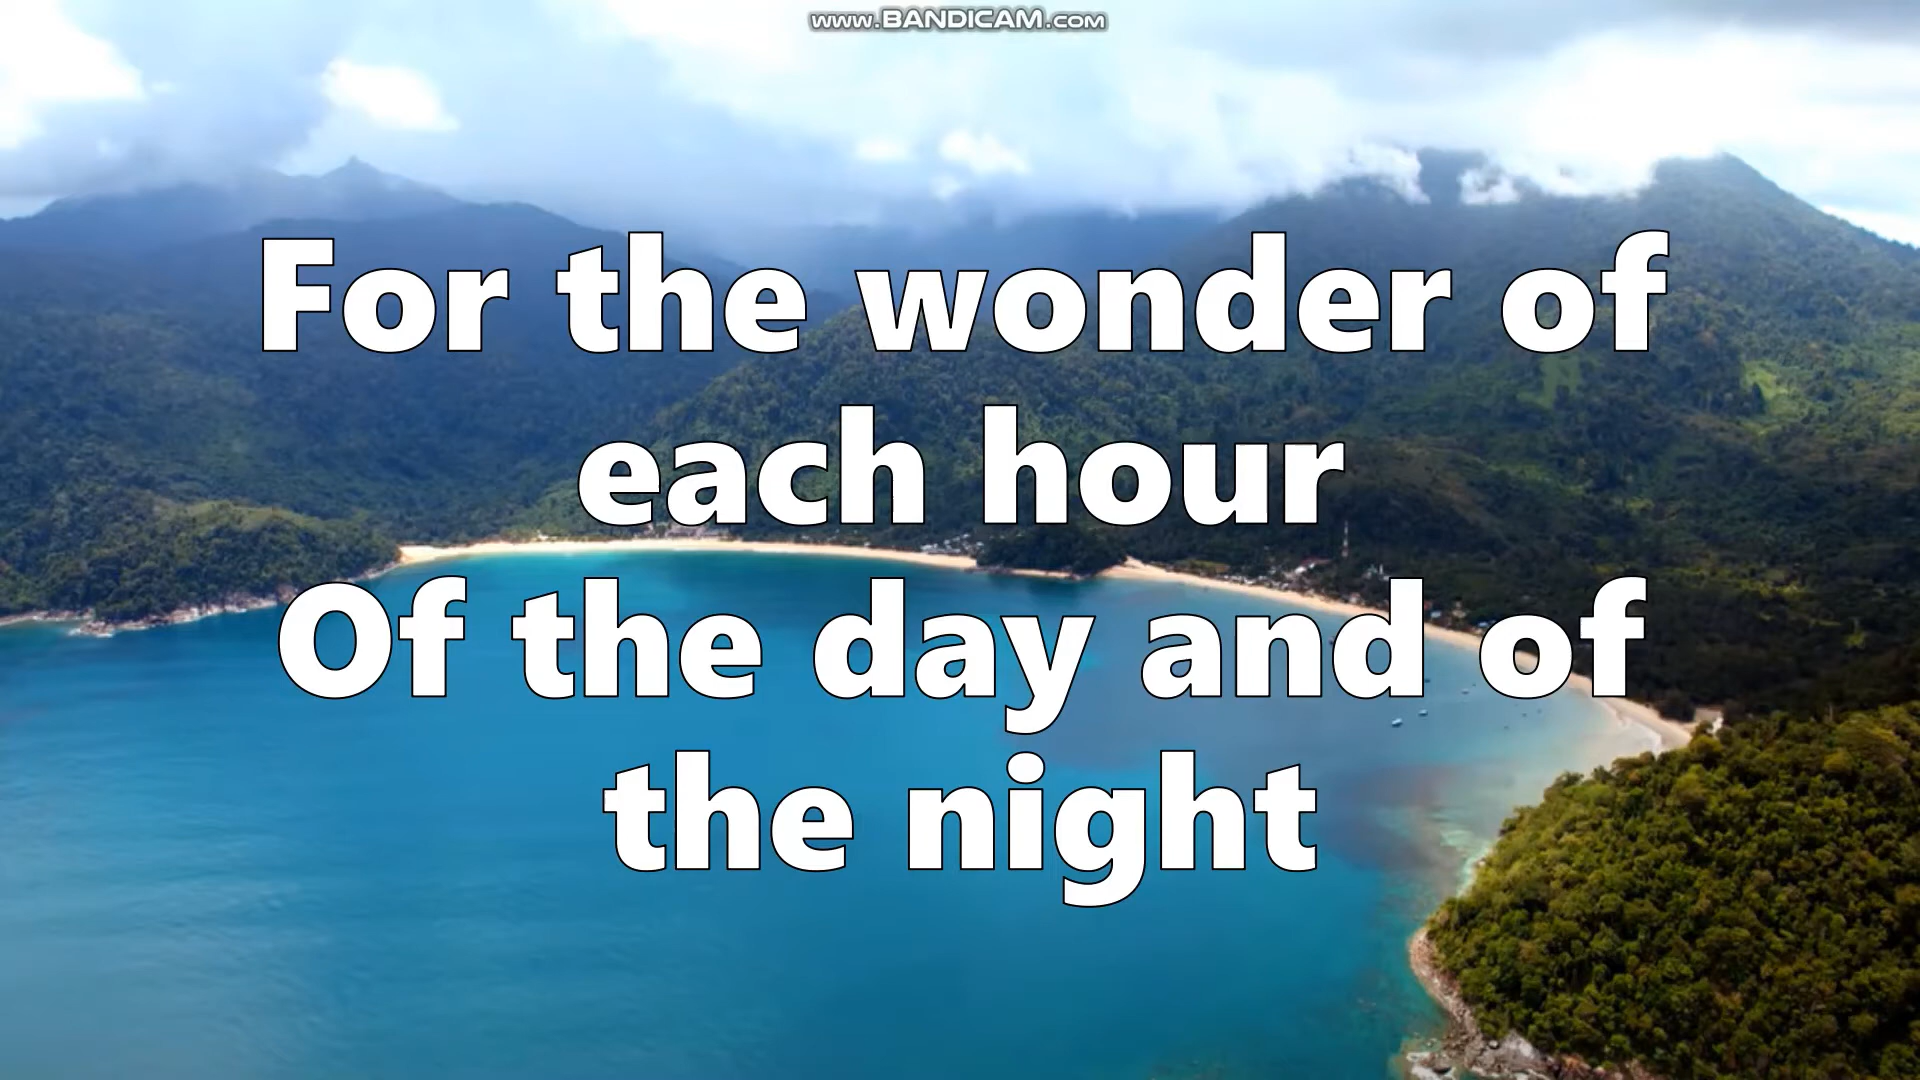 www.BANDICAM.com
For the wonder of
each hour
Of the day and of
the night